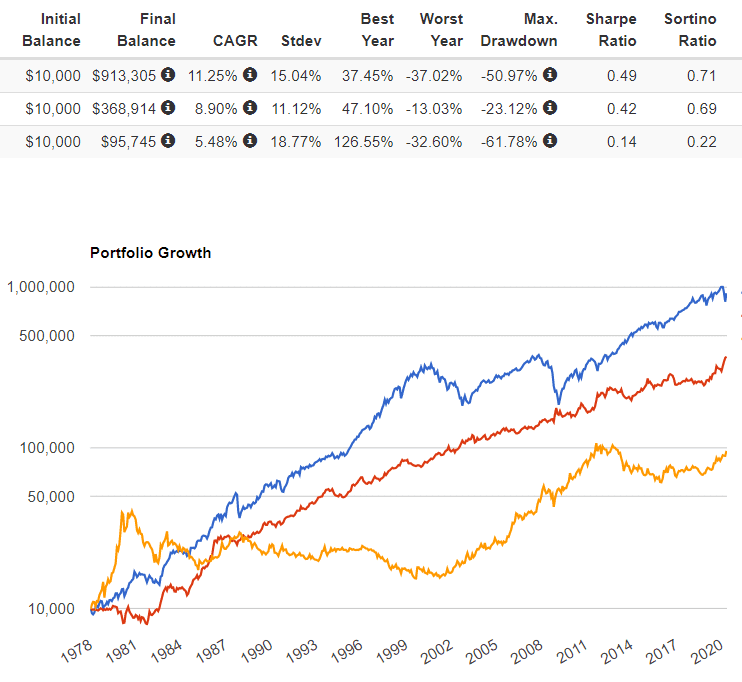 Initial Final Best Worst Max. Sharpe Sortino
Balance Balance CAGR Stdev Year Year Drawdown Ratio Ratio
$10,000 $913,305 11.25% 15.04% 37.45% -37.02% -50.97% 0.49 0.71
$10,000 $368,914 8.90% 11.12% 47.10% -13.03% -23.12% 0.42 0.69
$10,000 $95,745 5.48% 18.77% 126.55% -32.60% -61.78% 0.14 0.22
Portfolio Growth
1,000,000
500,000
100,000
50,000
10,000
1978 1981 1984 1987 1990 1993 1996 1999 2002 2005 2008 2011 2014 2017 2020